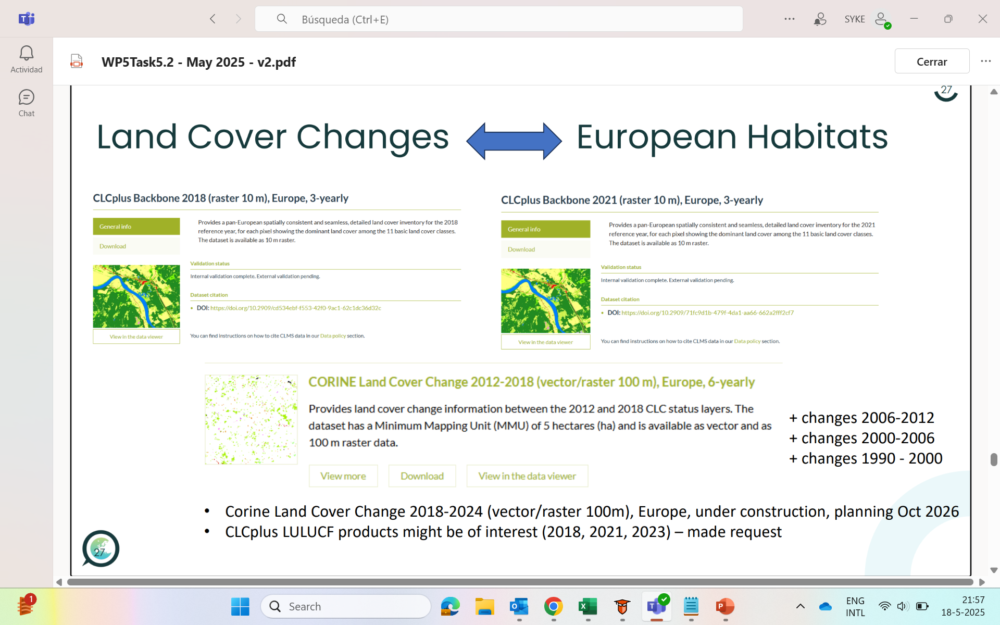 Búsqueda (Ctrl+E)
SYKE
Actividad
Chat
WP5Task5.2 - May 2025 - v2.pdf
Cerrar
27
Land Cover Changes
European Habitats
CLCplus Backbone 2018 (raster 10 m), Europe, 3-yearly
General info
Download
Provides a pan-European spatially consistent and seamless, detailed land cover inventory for the 2018
reference year, for each pixel showing the dominant land cover among the 11 basic land cover classes.
The dataset is available as 10 m raster.
Validation status
Internal validation complete. External validation pending.
Dataset citation
• DOI: https://doi.org/10.2909/cd534ebf-f553-42f0-9ac1-62c1dc36d32c
View in the data viewer
You can find instructions on how to cite CLMS data in our Data policy section.
CLCplus Backbone 2021 (raster 10 m), Europe, 3-yearly
General info
Download
Provides a pan-European spatially consistent and seamless, detailed land cover inventory for the 2021
reference year, for each pixel showing the dominant land cover among the 11 basic land cover classes.
The dataset is available as 10 m raster.
Validation status
Internal validation complete. External validation pending.
Dataset citation
• DOI: https://doi.org/10.2909/71fc9d1b-479f-4da1-aa66-662a2fff2cf7
View in the data viewer
You can find instructions on how to cite CLMS data in our Data policy section.
CORINE Land Cover Change 2012-2018 (vector/raster 100 m), Europe, 6-yearly
Provides land cover change information between the 2012 and 2018 CLC status layers. The
dataset has a Minimum Mapping Unit (MMU) of 5 hectares (ha) and is available as vector and as
100 m raster data.
View more
Download
View in the data viewer
+ changes 2006-2012
+ changes 2000-2006
+ changes 1990 - 2000
• Corine Land Cover Change 2018-2024 (vector/raster 100m), Europe, under construction, planning Oct 2026
• CLCplus LULUCF products might be of interest (2018, 2021, 2023) – made request
27
1
Search
ENG
INTL
21:57
18-5-2025